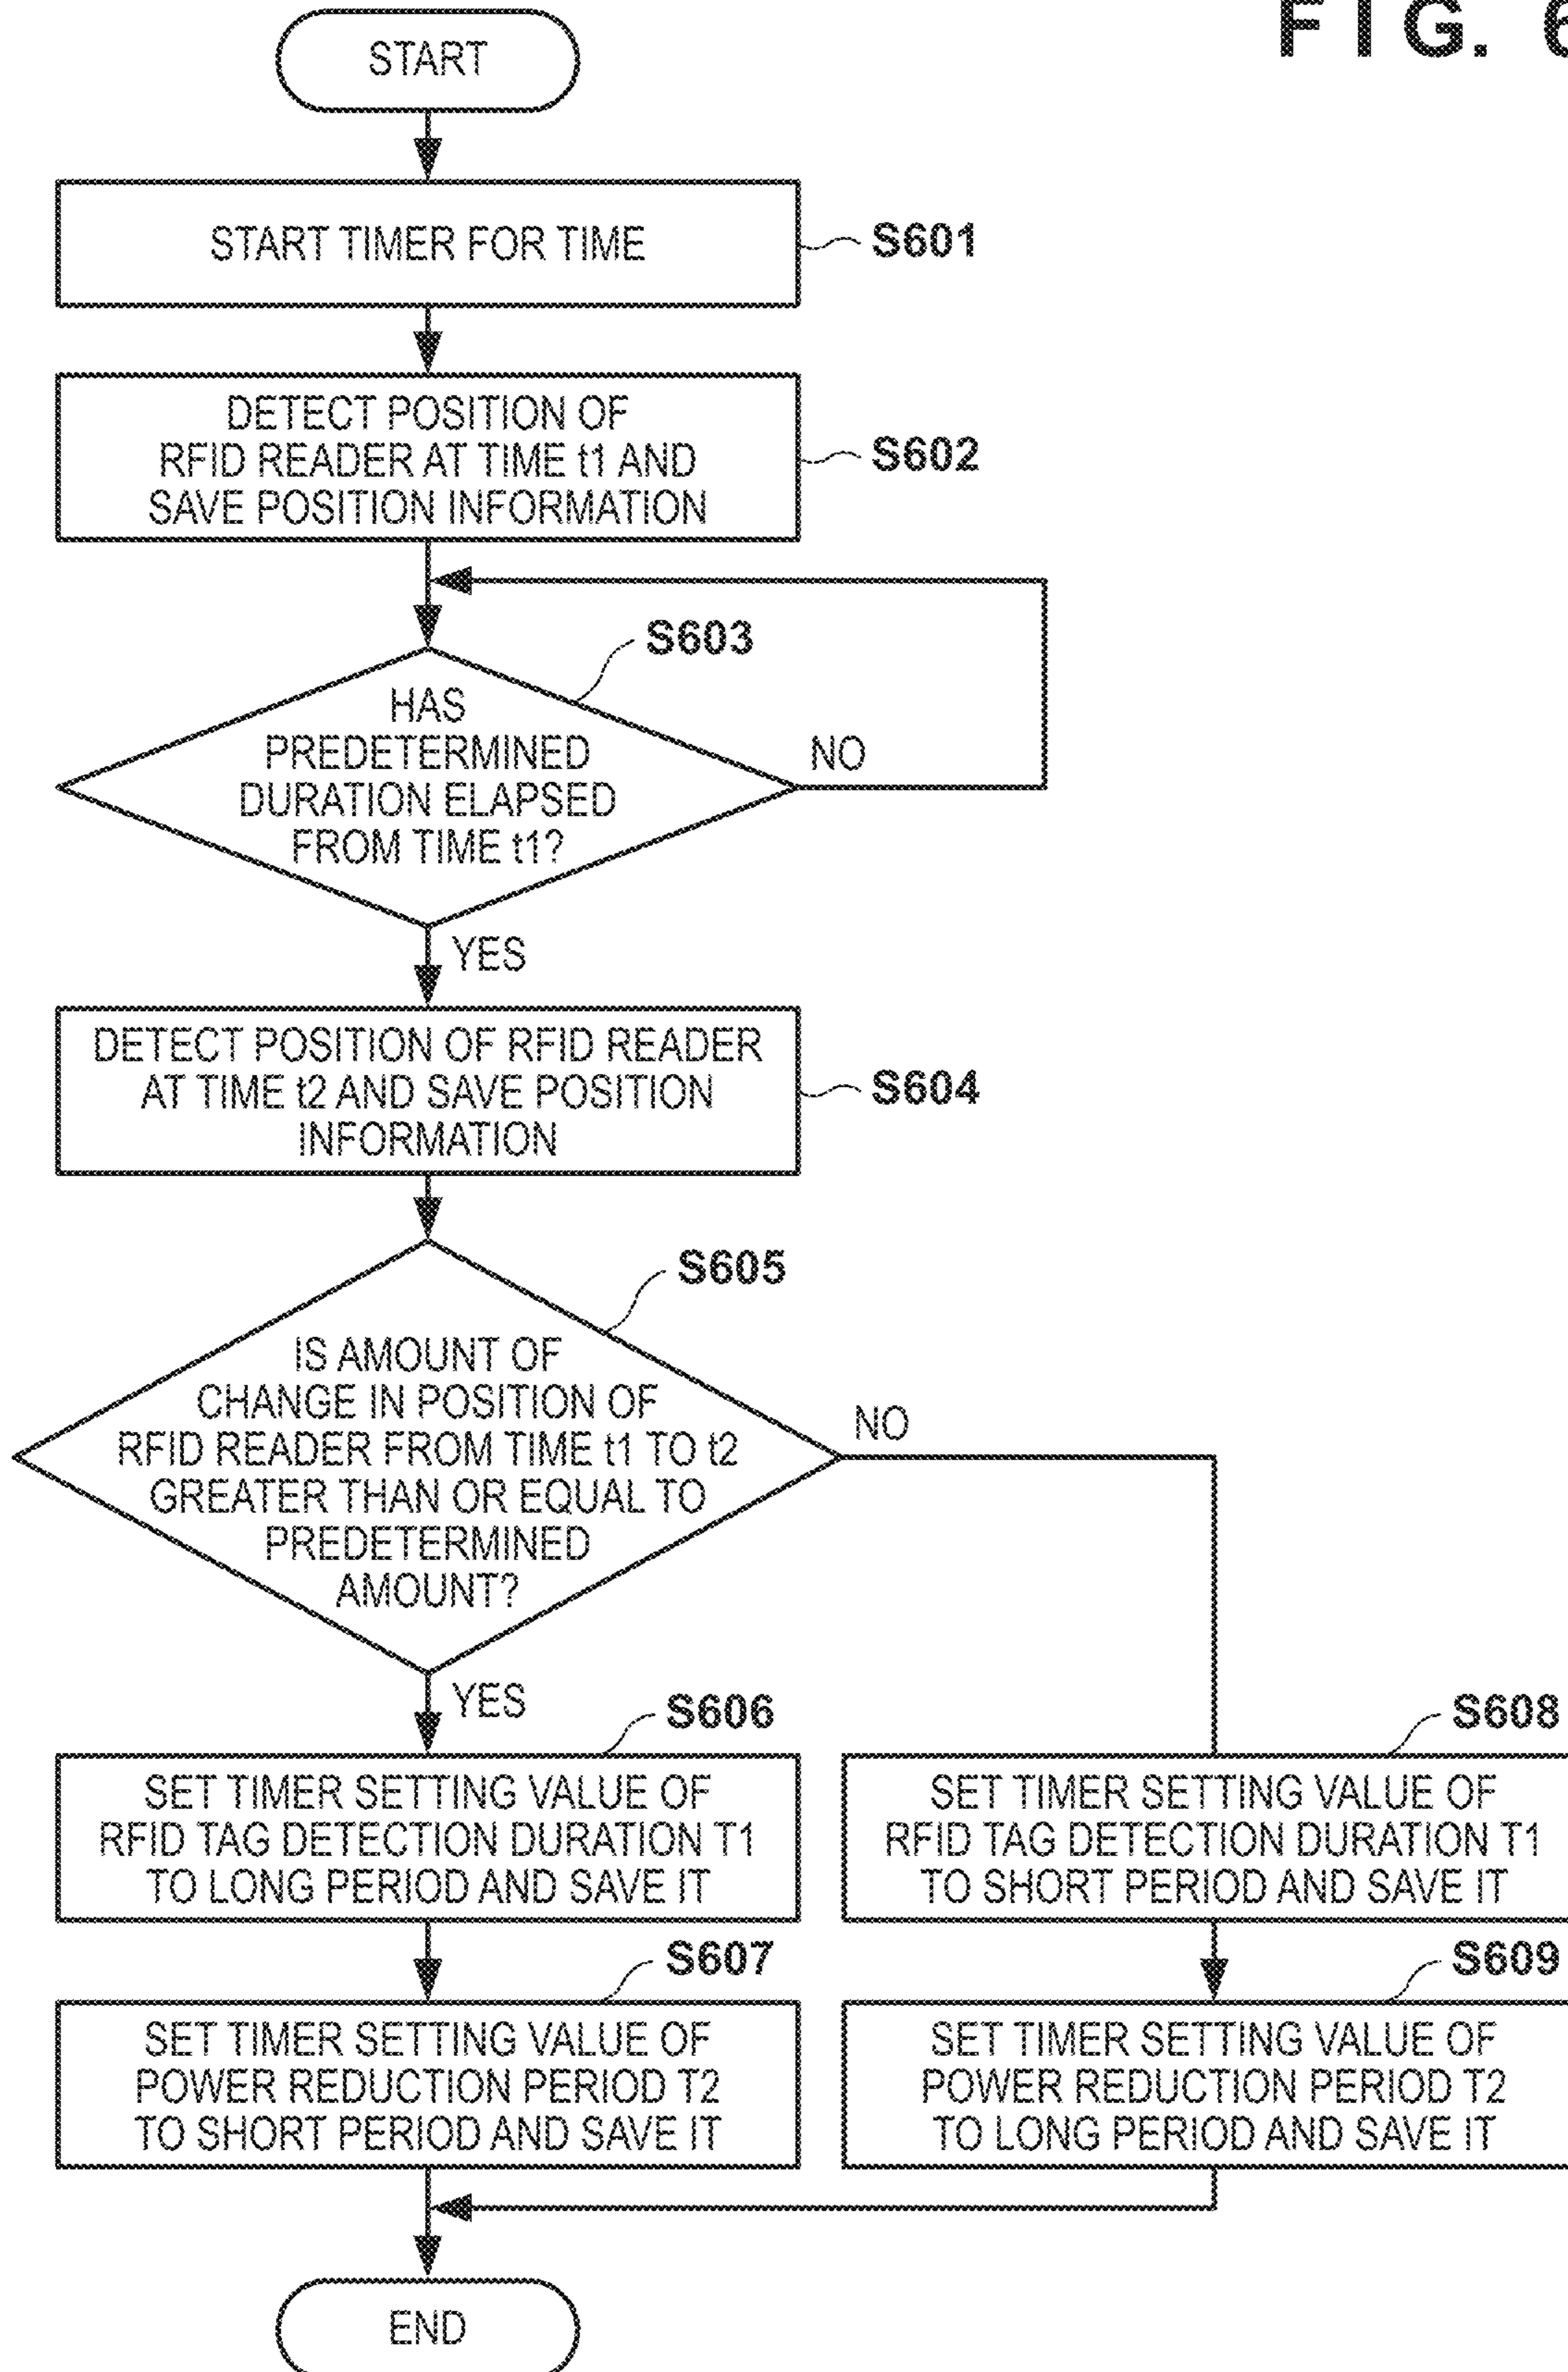 FIG. 6
START
START TIMER FOR TIME
S601
DETECT POSITION OF
RFID READER AT TIME t1 AND
SAVE POSITION INFORMATION
S602
S603
HAS
PREDETERMINED
DURATION ELAPSED
FROM TIME t1?
NO
YES
DETECT POSITION OF RFID READER
AT TIME t2 AND SAVE POSITION
INFORMATION
S604
S605
IS AMOUNT OF
CHANGE IN POSITION OF
RFID READER FROM TIME t1 TO t2
GREATER THAN OR EQUAL TO
PREDETERMINED
AMOUNT?
NO
YES
S606
SET TIMER SETTING VALUE OF
RFID TAG DETECTION DURATION T1
TO LONG PERIOD AND SAVE IT
S608
SET TIMER SETTING VALUE OF
RFID TAG DETECTION DURATION T1
TO SHORT PERIOD AND SAVE IT
S607
SET TIMER SETTING VALUE OF
POWER REDUCTION PERIOD T2
TO SHORT PERIOD AND SAVE IT
S609
SET TIMER SETTING VALUE OF
POWER REDUCTION PERIOD T2
TO LONG PERIOD AND SAVE IT
END